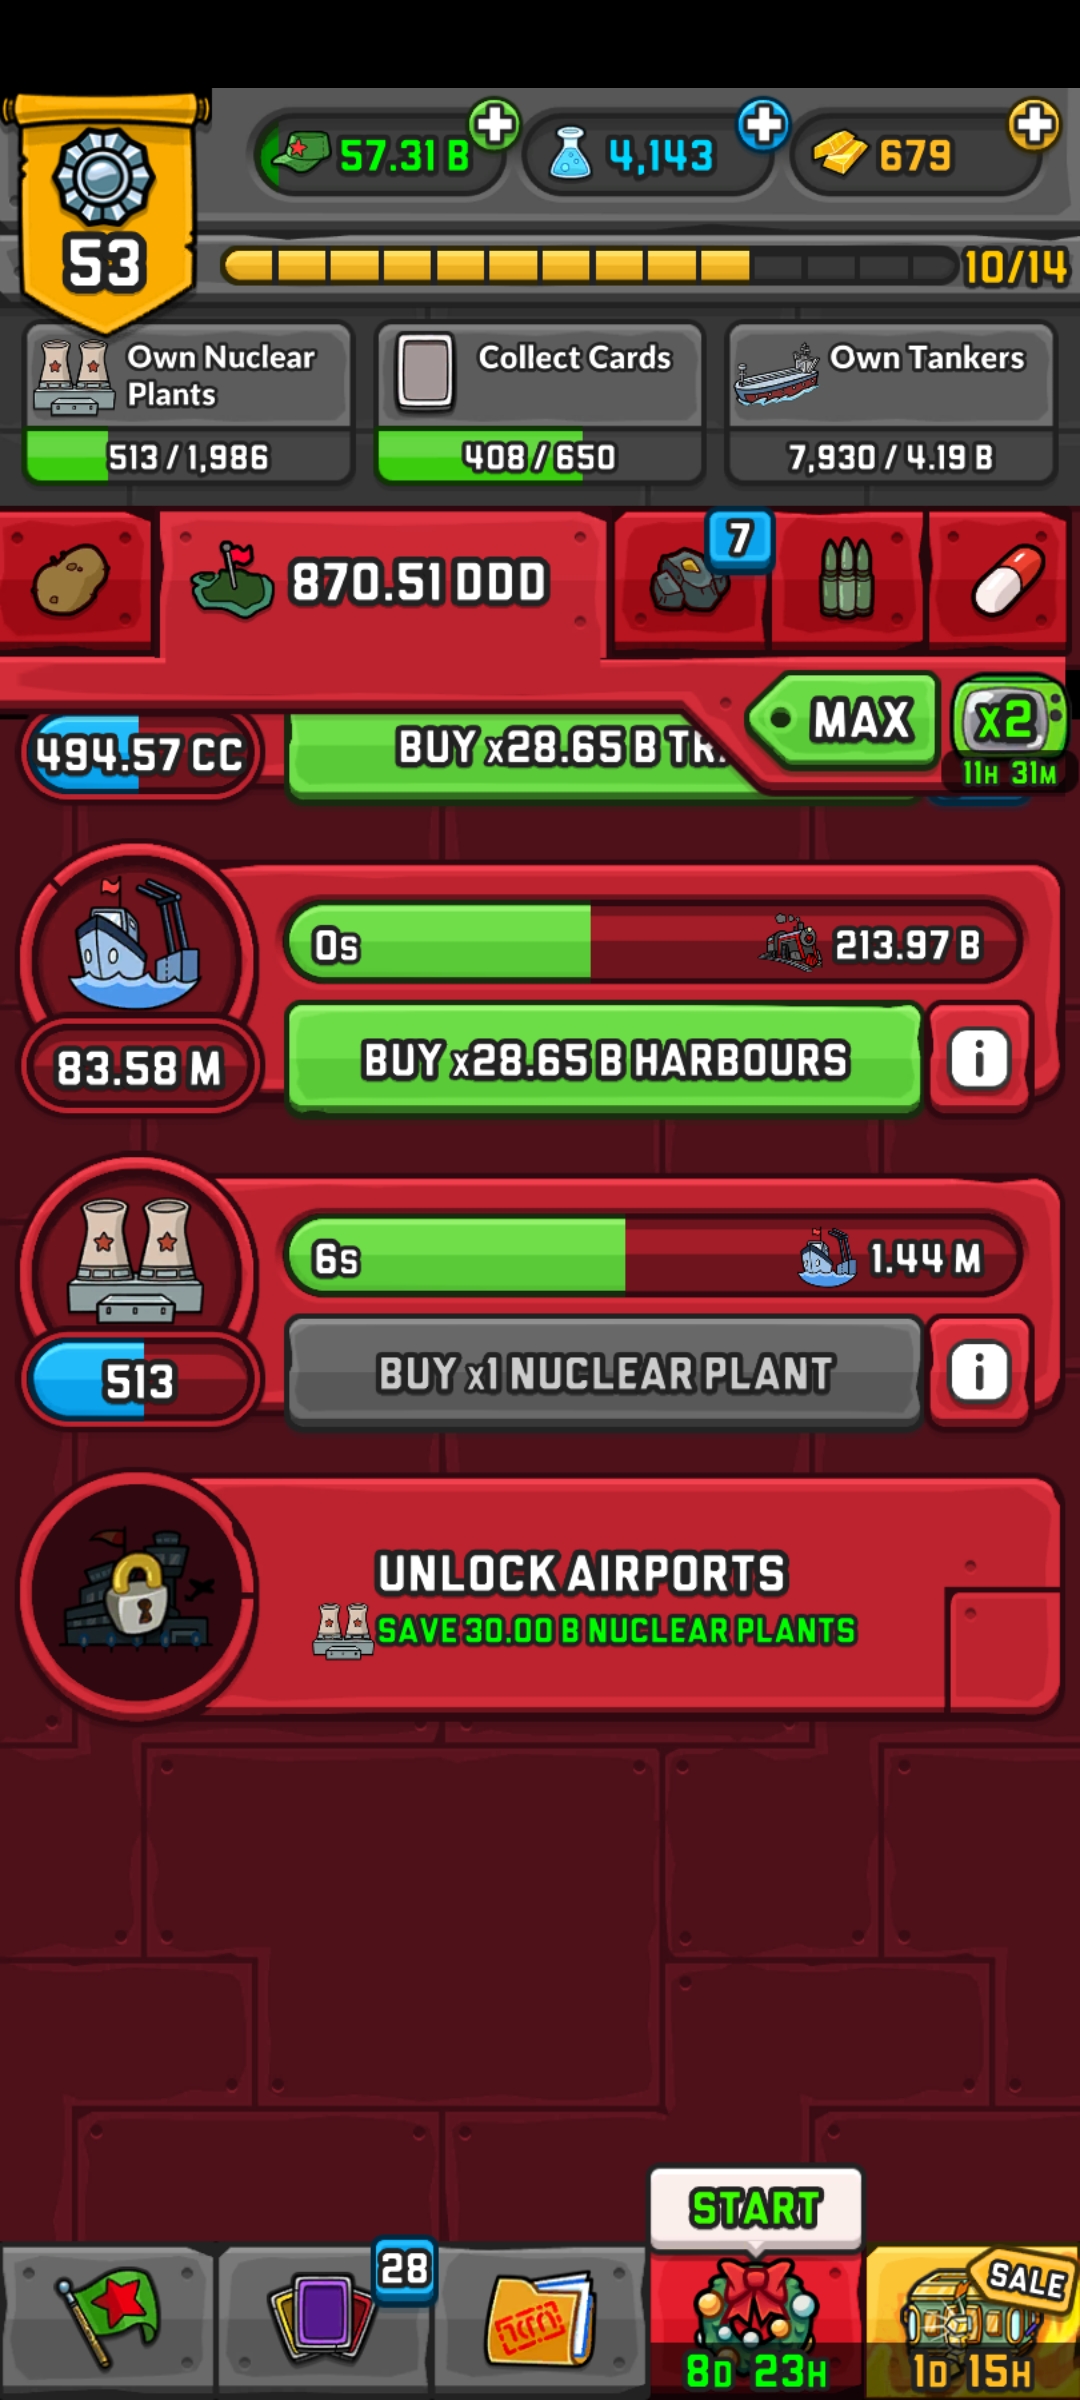 57.31 B
4,143
679
53
10/14
Own Nuclear
Plants
Collect Cards
Own Tankers
513 / 1,986
408 / 650
7,930 / 4.19 B
870.51 DDD
7
MAX
x2
11H 31M
494.57 CC
BUY x28.65 B
0s
213.97 B
83.58 M
BUY x28.65 B HARBOURS
i
6s
1.44 M
513
BUY x1 NUCLEAR PLANT
i
UNLOCK AIRPORTS
SAVE 30.00 B NUCLEAR PLANTS
START
28
SALE
8D 23H
1D 15H